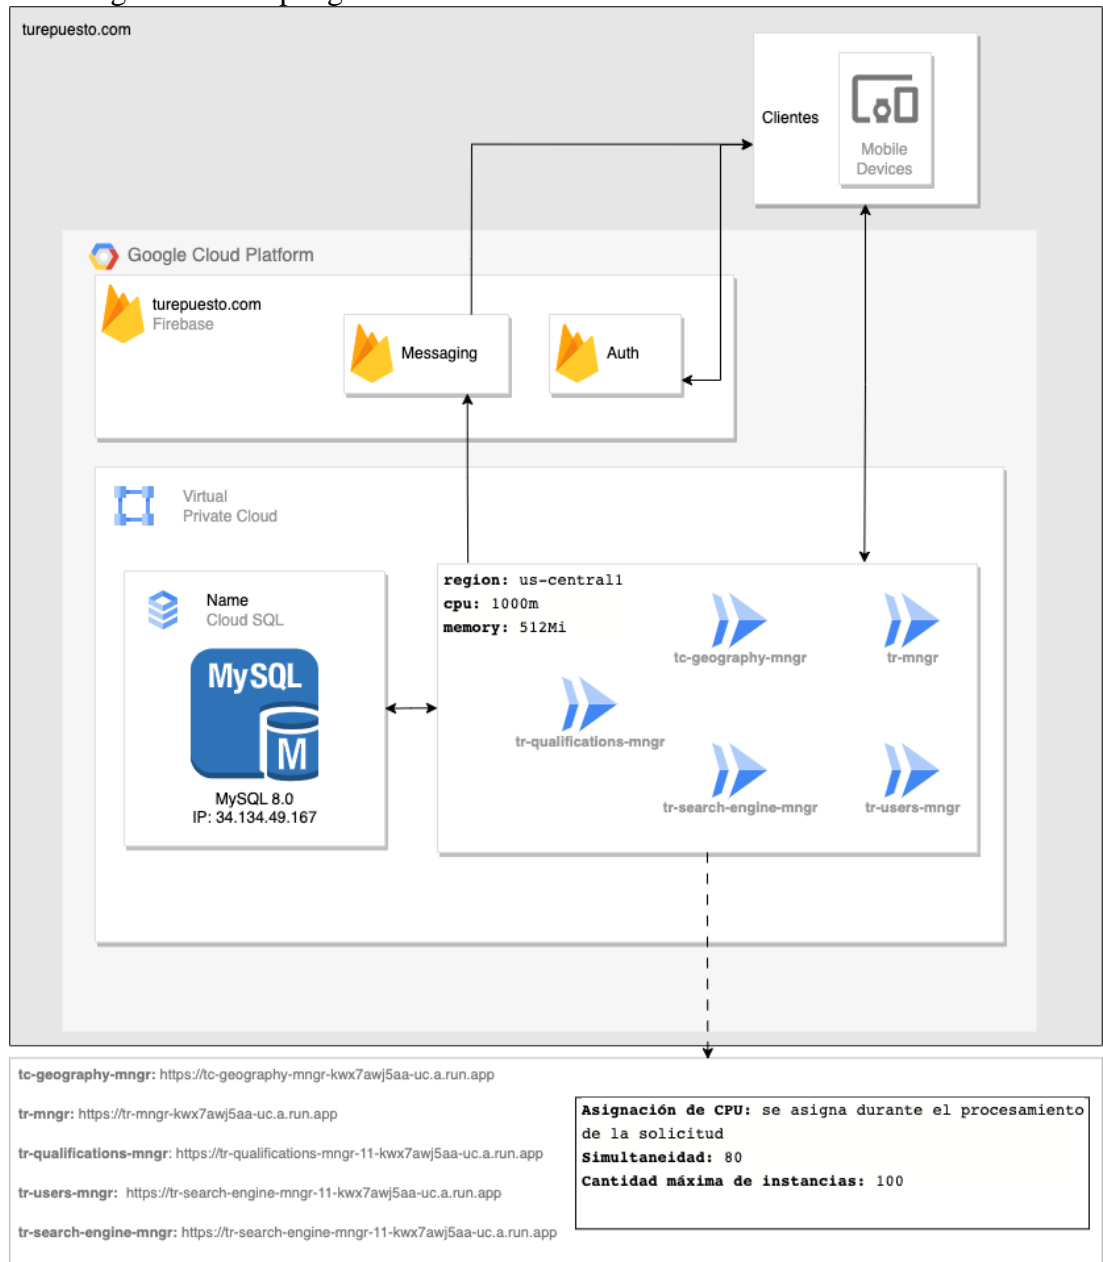 turepuesto.com
Clientes
Mobile
Devices
Google Cloud Platform
turepuesto.com
Firebase
Messaging
Auth
Virtual
Private Cloud
Name
Cloud SQL
MySQL
M
MySQL 8.0
IP: 34.134.49.167
region: us-central1
cpu: 1000m
memory: 512Mi
tc-geography-mngr
tr-mngr
tr-qualifications-mngr
tr-search-engine-mngr
tr-users-mngr
tc-geography-mngr: https://tc-geography-mngr-kwx7awj5aa-uc.a.run.app
tr-mngr: https://tr-mngr-kwx7awj5aa-uc.a.run.app
tr-qualifications-mngr: https://tr-qualifications-mngr-11-kwx7awj5aa-uc.a.run.app
tr-users-mngr: https://tr-search-engine-mngr-11-kwx7awj5aa-uc.a.run.app
tr-search-engine-mngr: https://tr-search-engine-mngr-11-kwx7awj5aa-uc.a.run.app
Asignación de CPU: se asigna durante el procesamiento
de la solicitud
Simultaneidad: 80
Cantidad máxima de instancias: 100